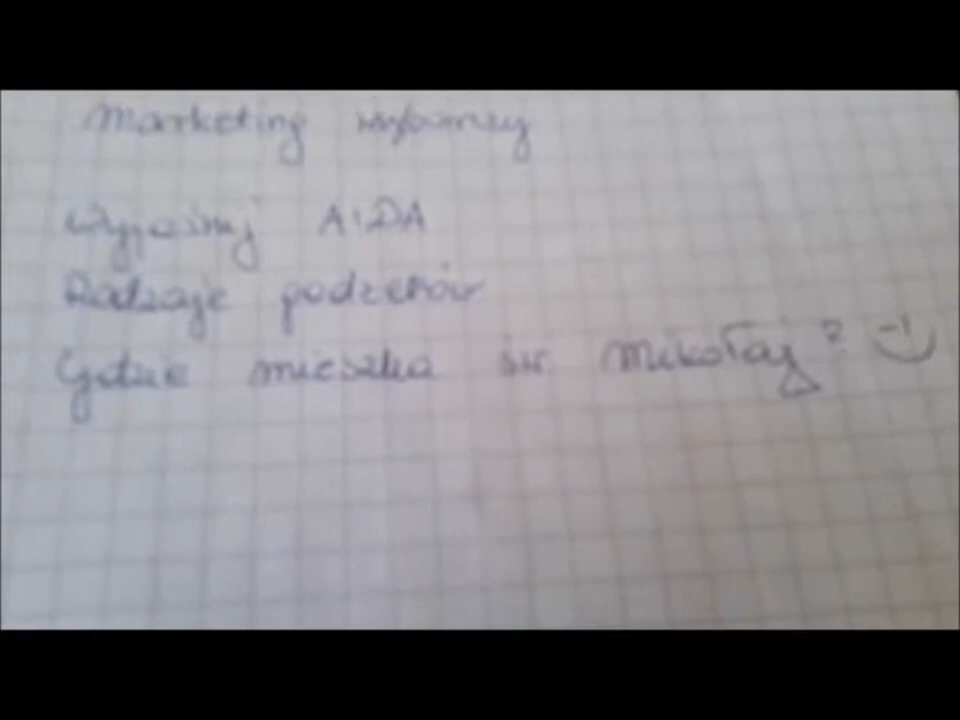 Marketing wyborczy
Wyjaśnij AIDA
Rodzaje podziałów
Gdzie mieszka św Mikołaj? :)